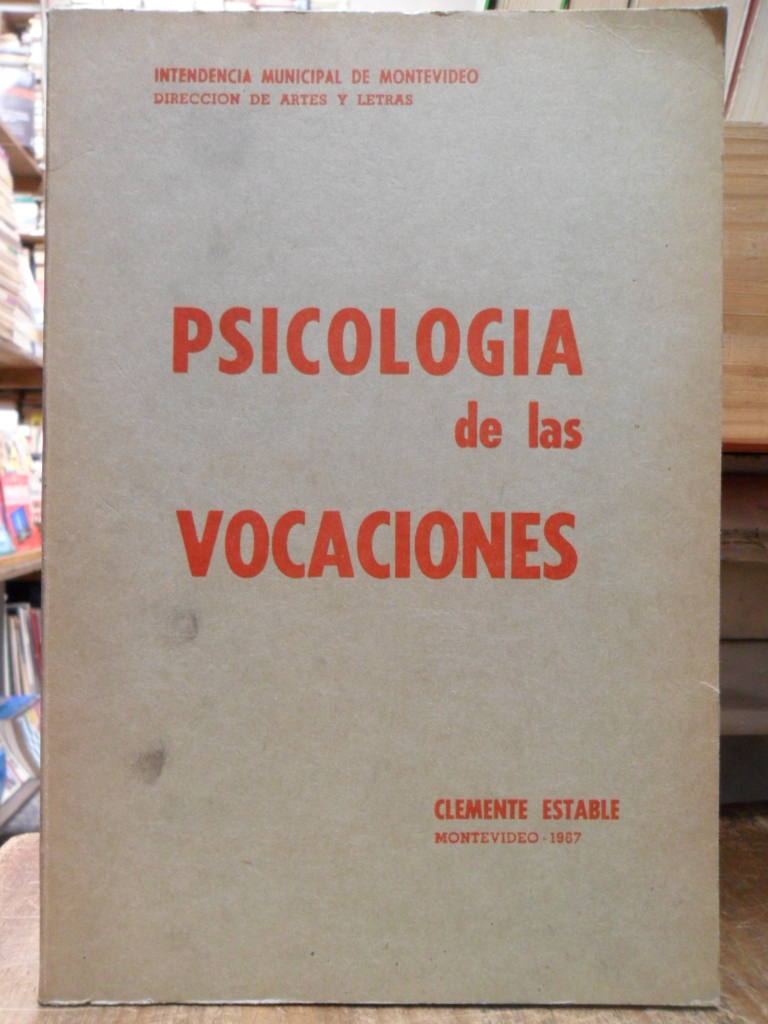 INTENDENCIA MUNICIPAL DE MONTEVIDEO
DIRECCION DE ARTES Y LETRAS
PSICOLOGIA
de las
VOCACIONES
CLEMENTE ESTABLE
MONTEVIDEO - 1967